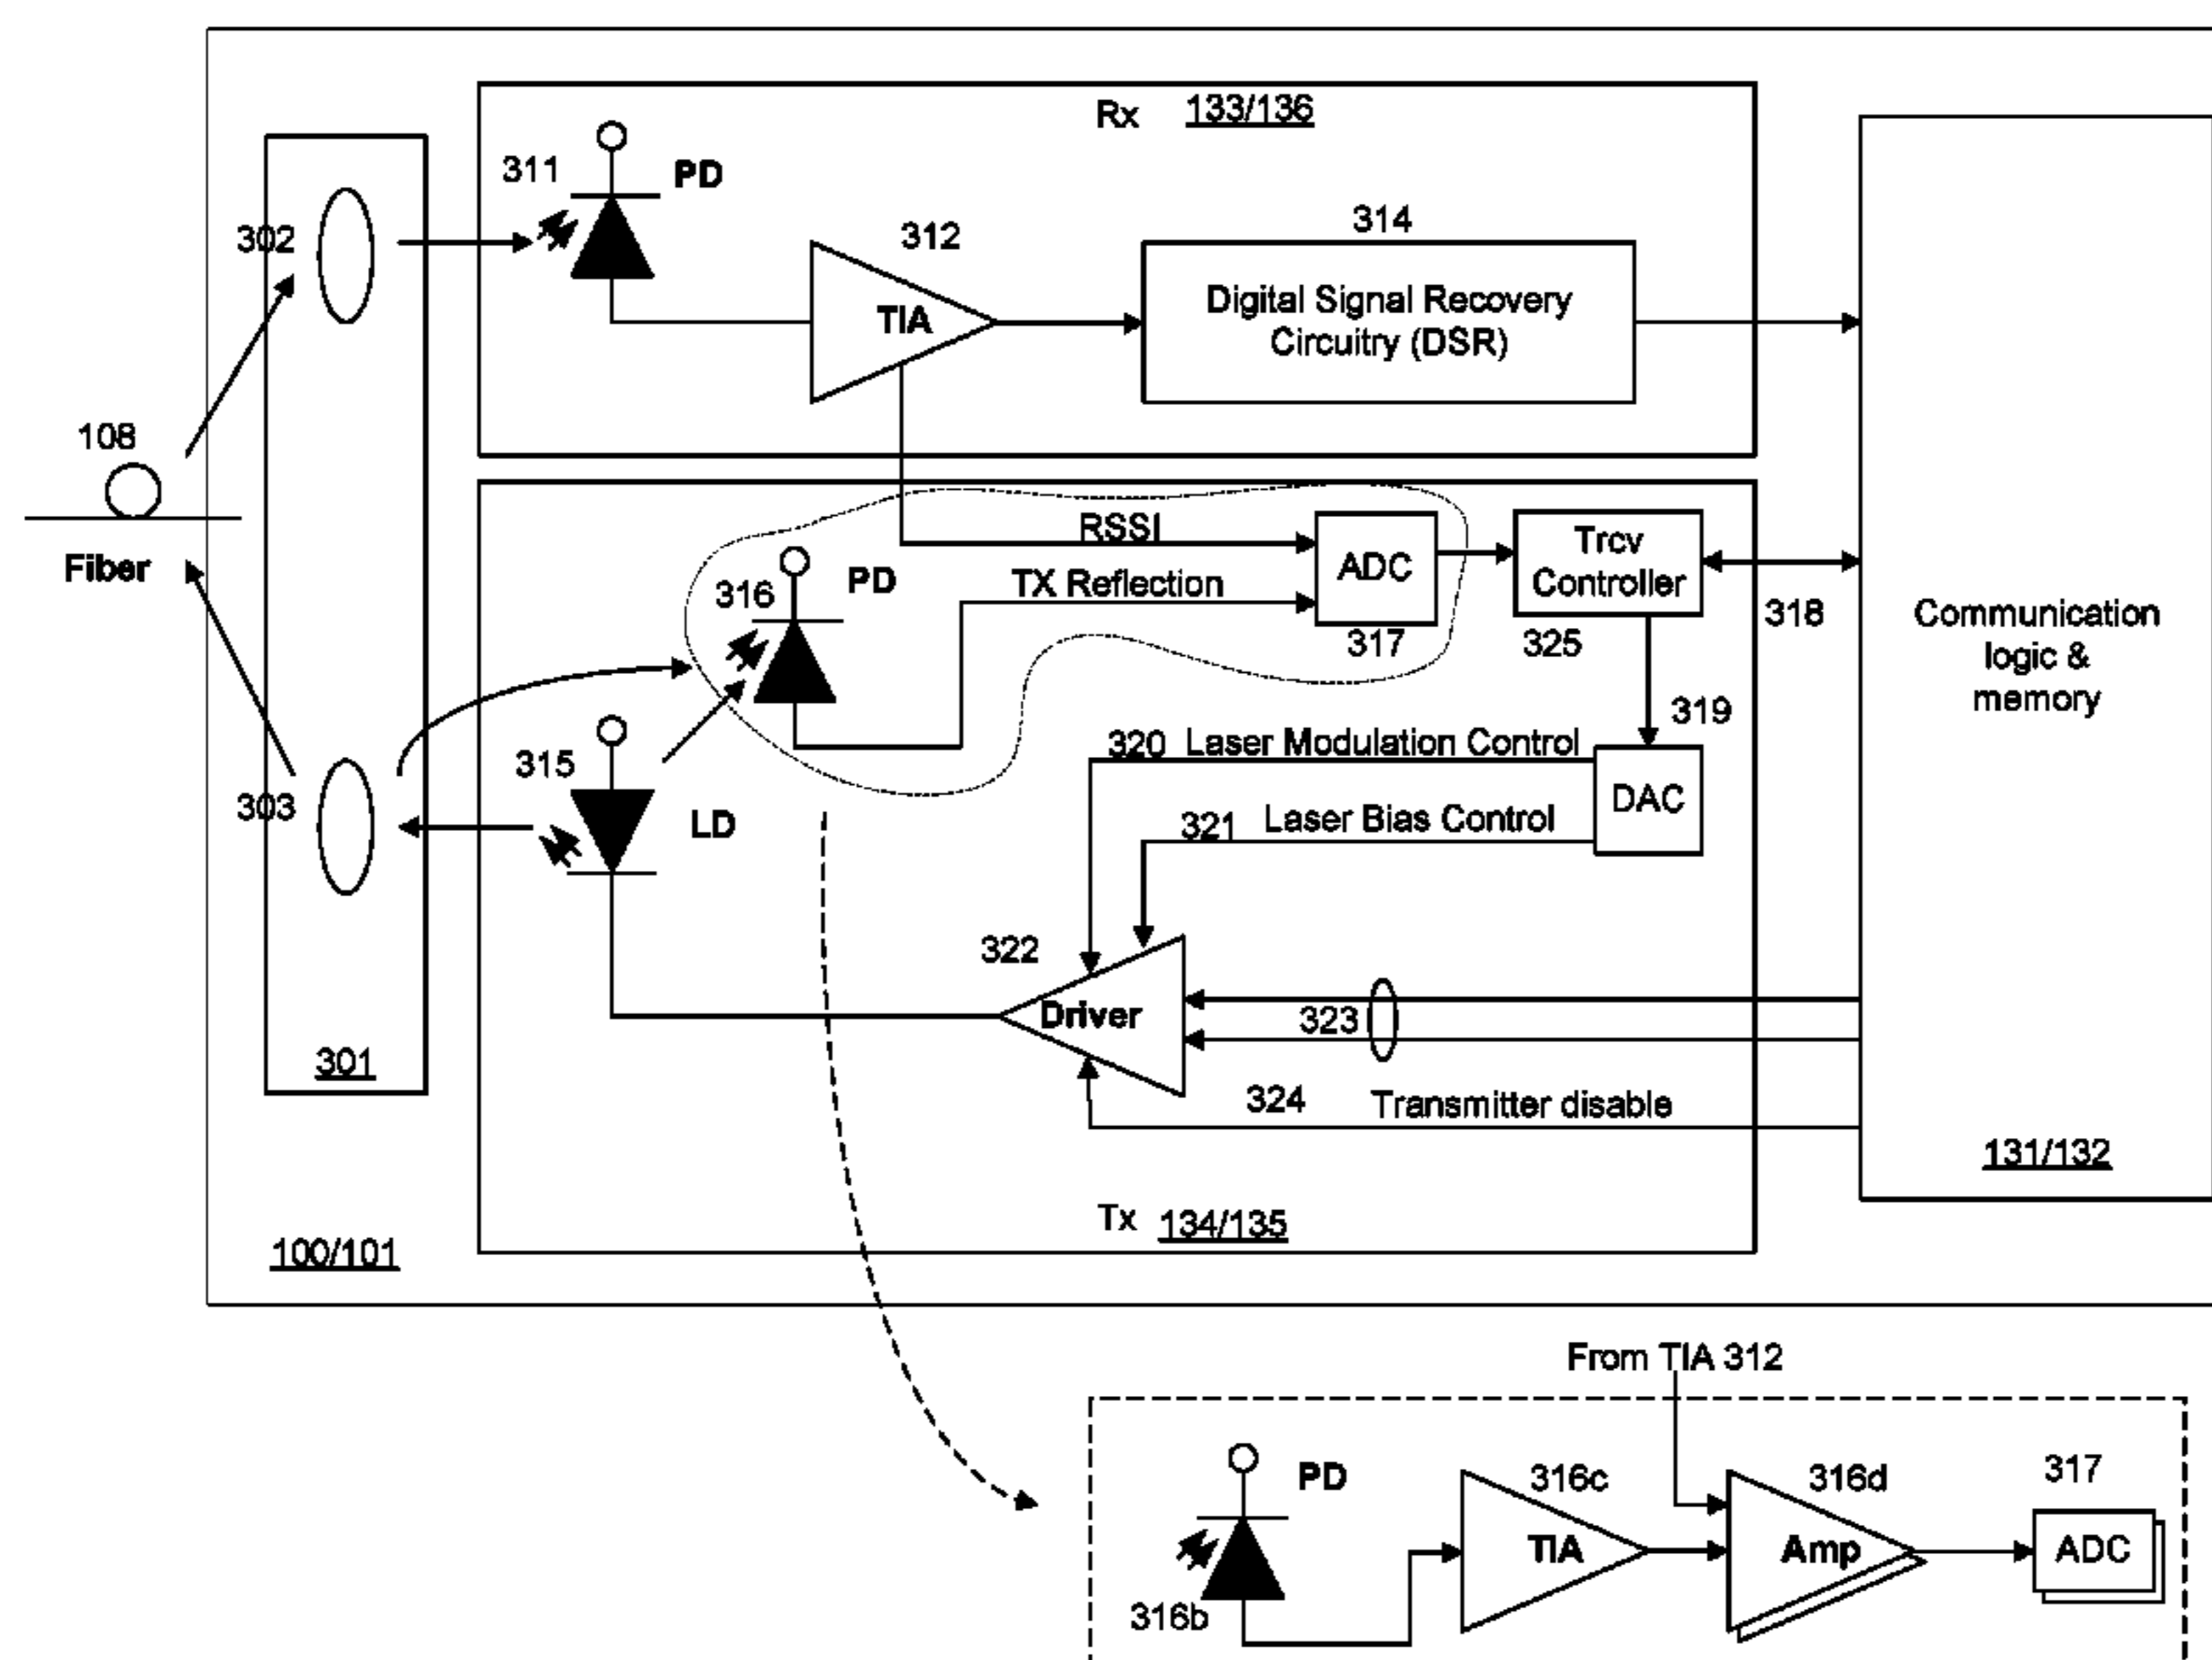 Rx 133/136
311
PD
302
312
314
TIA
Digital Signal Recovery
Circuitry (DSR)
108
Fiber
RSSI
ADC
Trcv
Controller
316
PD
TX Reflection
317
325
318
Communication
logic &
memory
319
315
320 Laser Modulation Control
303
LD
DAC
321 Laser Bias Control
322
Driver
323
301
324
Transmitter disable
131/132
Tx 134/135
100/101
From TIA 312
PD
316c
316d
317
TIA
Amp
ADC
316b